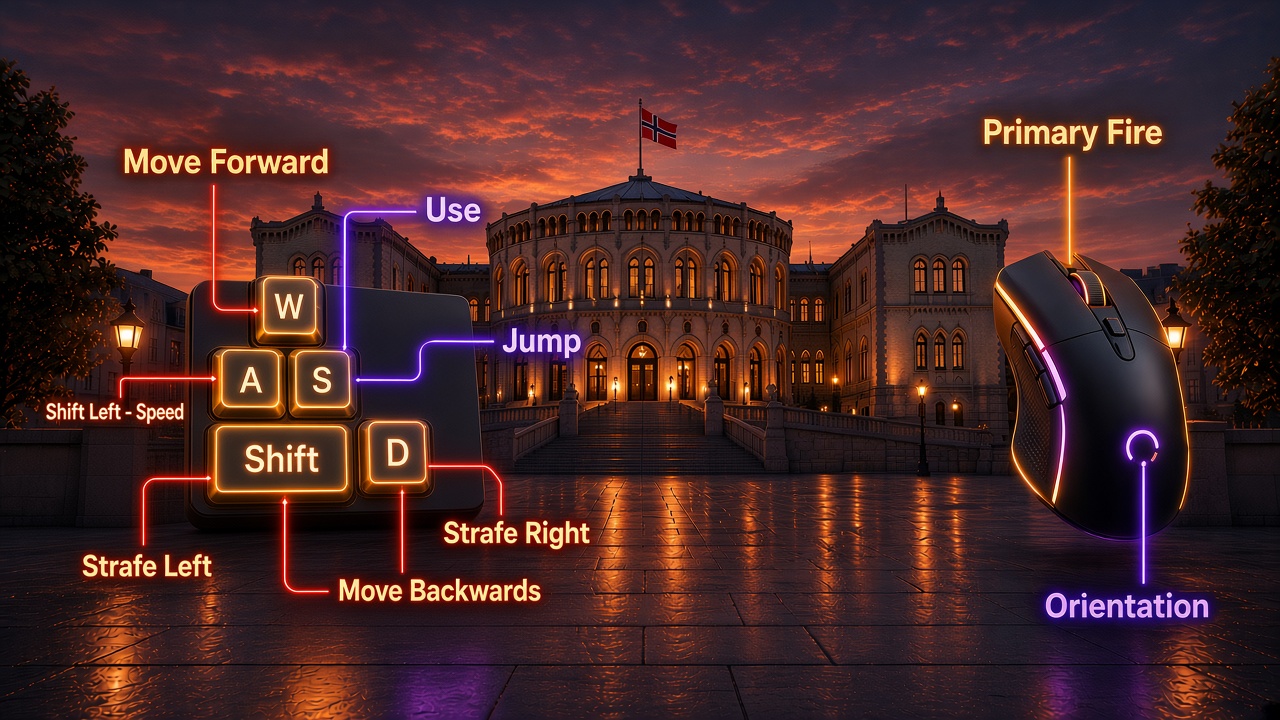 Primary Fire
Move Forward
Use
W
Jump
A
S
Shift Left - Speed
Shift
D
Strafe Right
Strafe Left
Move Backwards
Orientation